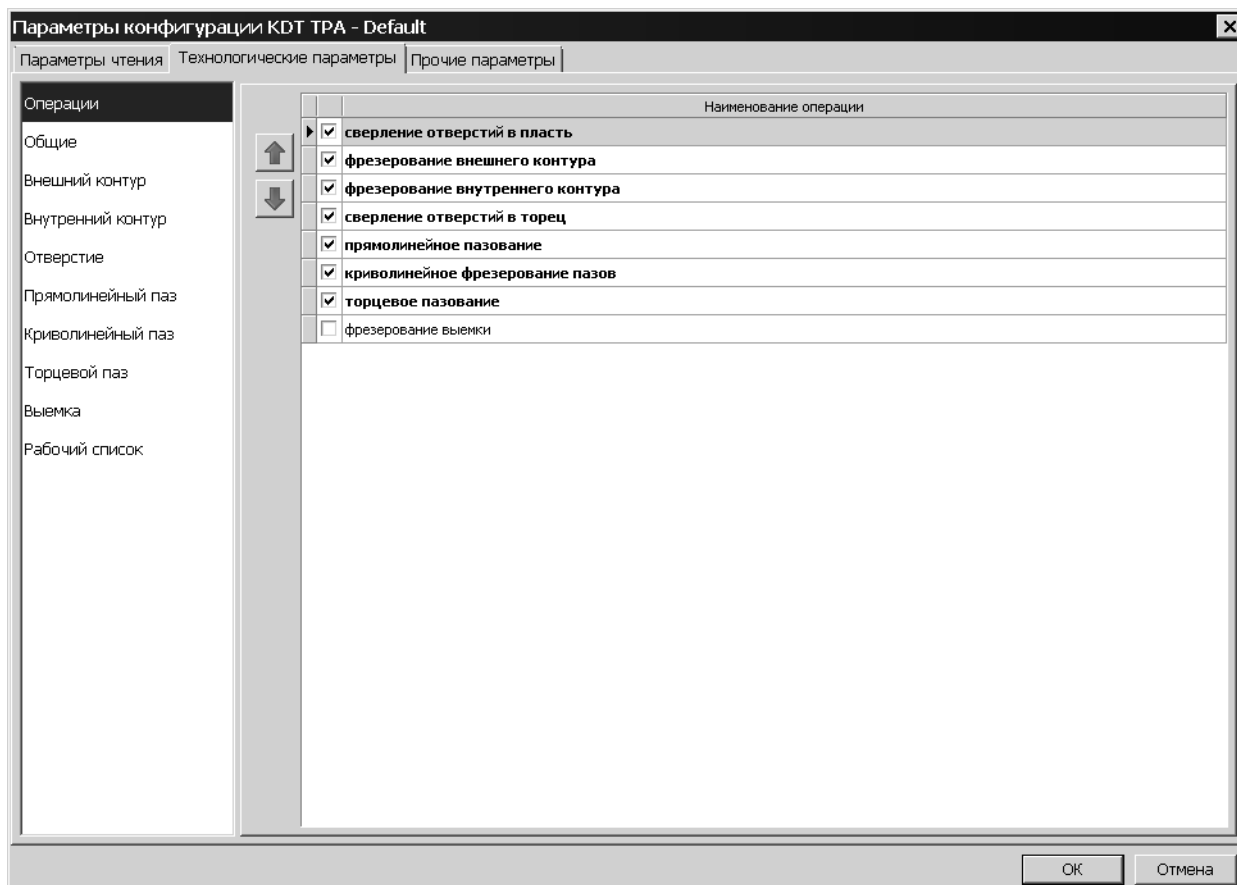 Параметры конфигурации KDT TPA - Default
Параметры чтения Технологические параметры Прочие параметры
Операции
Общие
Внешний контур
Внутренний контур
Отверстие
Прямолинейный паз
Криволинейный паз
Торцевой паз
Выемка
Рабочий список
Наименование операции
сверление отверстий в пласть
фрезерование внешнего контура
фрезерование внутреннего контура
сверление отверстий в торец
прямолинейное пазование
криволинейное фрезерование пазов
торцевое пазование
фрезерование выемки
ОК Отмена